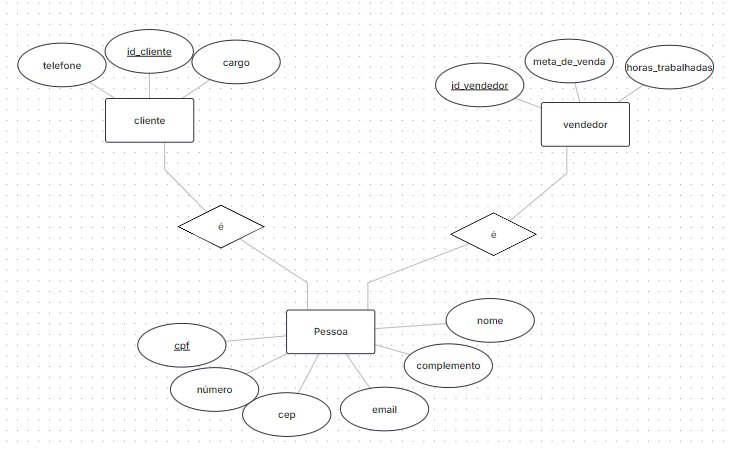 telefone
id_cliente
cargo
cliente
id_vendedor
meta_de_venda
horas_trabalhadas
vendedor
é
é
Pessoa
cpf
número
cep
email
complemento
nome